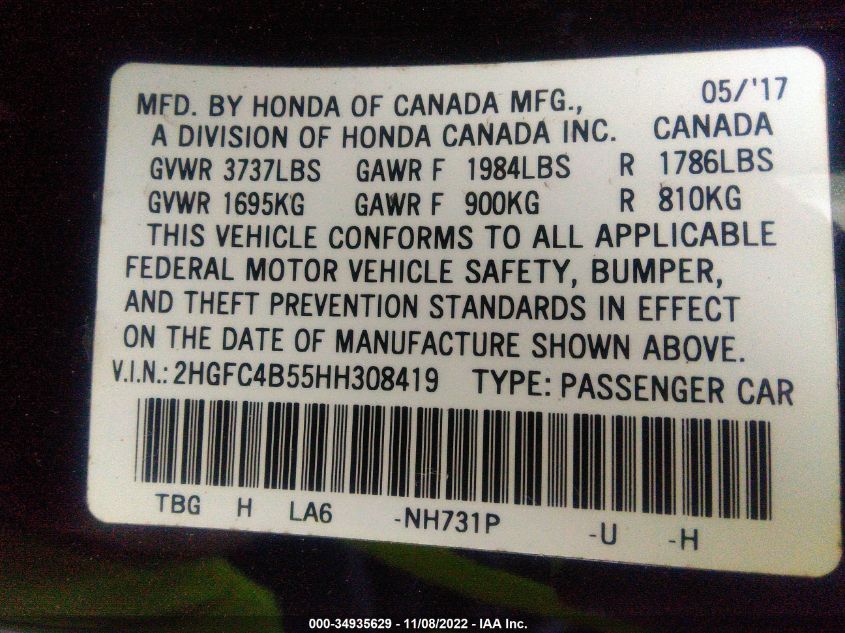 MFD. BY HONDA OF CANADA MFG., 05/'17
A DIVISION OF HONDA CANADA INC. CANADA
GVWR 3737LBS GAWR F 1984LBS R 1786LBS
GVWR 1695KG GAWR F 900KG R 810KG
THIS VEHICLE CONFORMS TO ALL APPLICABLE
FEDERAL MOTOR VEHICLE SAFETY, BUMPER,
AND THEFT PREVENTION STANDARDS IN EFFECT
ON THE DATE OF MANUFACTURE SHOWN ABOVE.
V.I.N.: 2HGFC4B55HH308419 TYPE: PASSENGER CAR
TBG H LA6 -NH731P -U -H
000-34935629 - 11/08/2022 - IAA Inc.